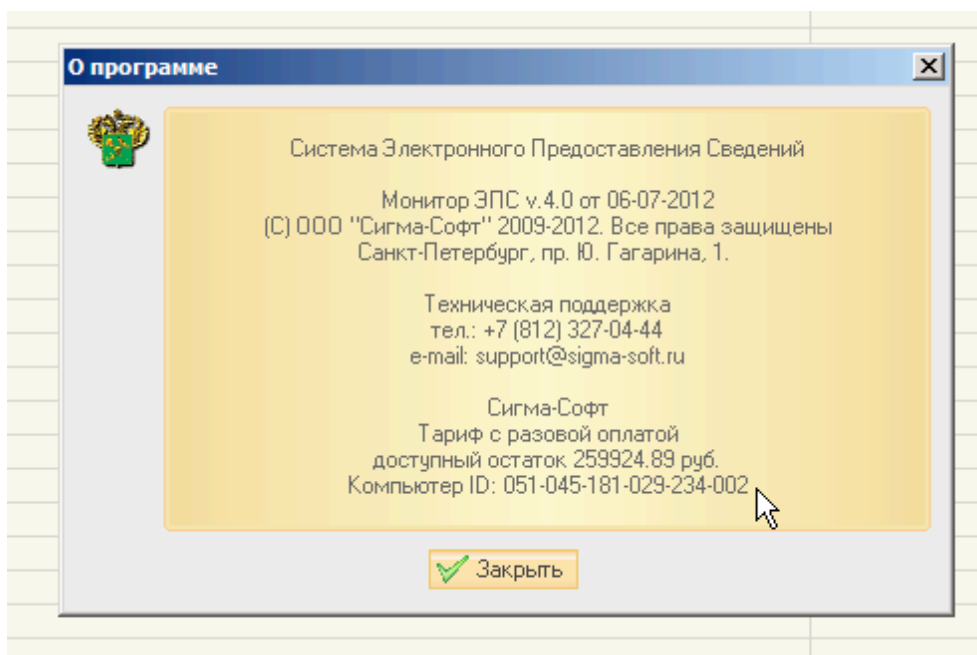 О программе
Система Электронного Предоставления Сведений
Монитор ЭПС v.4.0 от 06-07-2012
(С) ООО "Сигма-Софт" 2009-2012. Все права защищены
Санкт-Петербург, пр. Ю. Гагарина, 1.
Техническая поддержка
тел.: +7 (812) 327-04-44
e-mail: support@sigma-soft.ru
Сигма-Софт
Тариф с разовой оплатой
доступный остаток 259924.89 руб.
Компьютер ID: 051-045-181-029-234-002
Закрыть